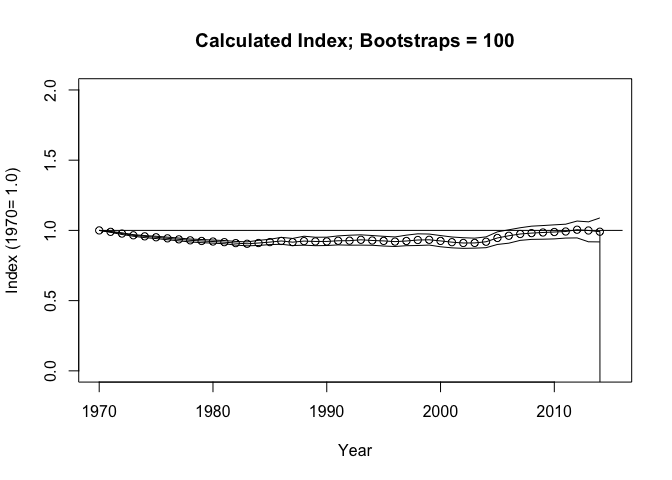 Calculated Index; Bootstraps = 100
Index (1970= 1.0)
2.0
1.5
1.0
0.5
0.0
1970 1980 1990 2000 2010
Year